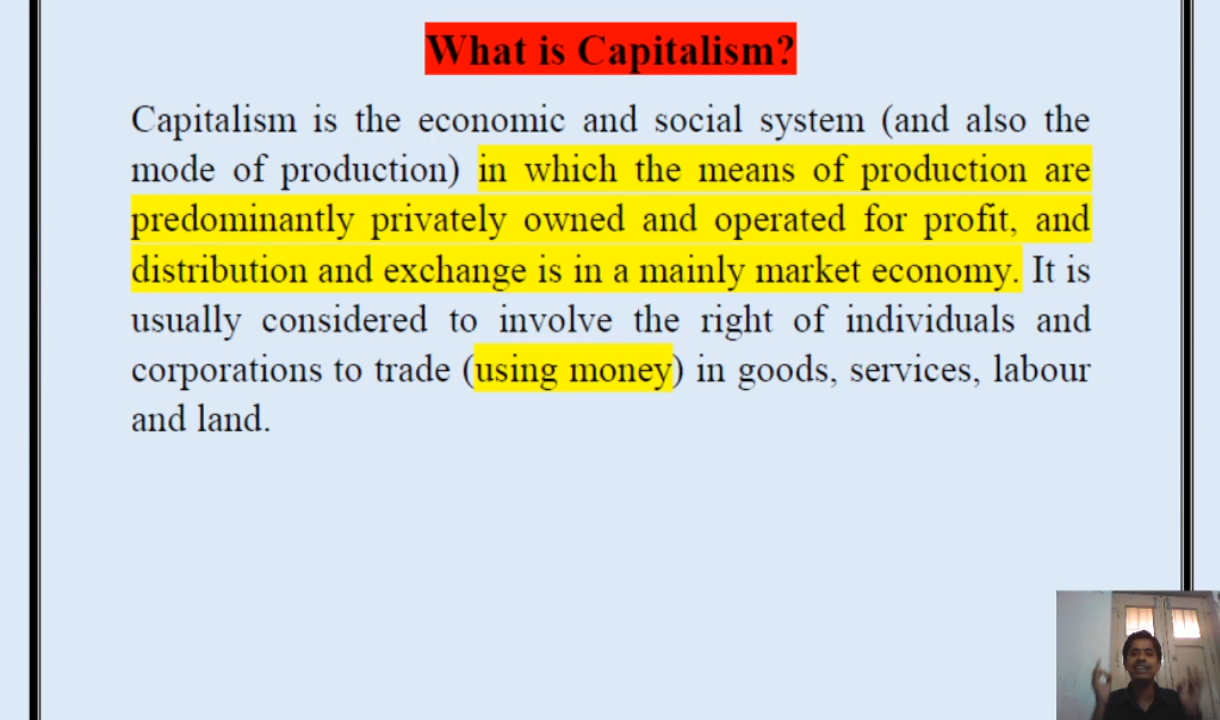 What is Capitalism?
Capitalism is the economic and social system (and also the
mode of production) in which the means of production are
predominantly privately owned and operated for profit, and
distribution and exchange is in a mainly market economy. It is
usually considered to involve the right of individuals and
corporations to trade (using money) in goods, services, labour
and land.